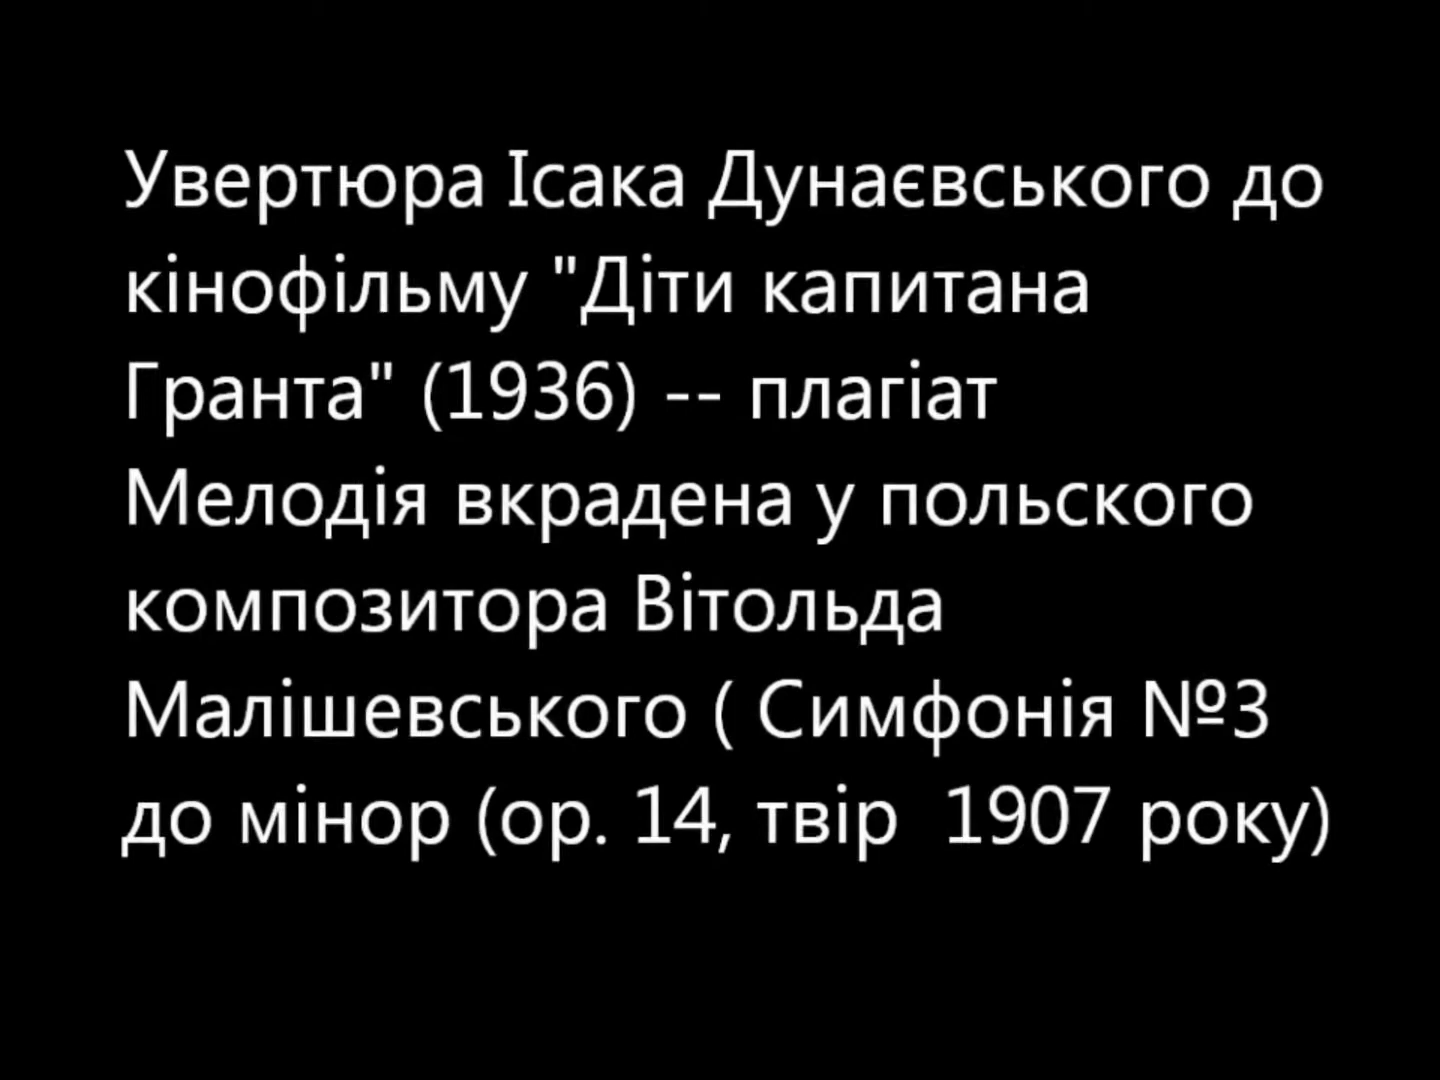 Увертюра Ісака Дунаєвського до
кінофільму "Діти капитана
Гранта" (1936) -- плагіат
Мелодія вкрадена у польского
композитора Вітольда
Малішевського ( Симфонія №3
до мінор (ор. 14, твір  1907 року)